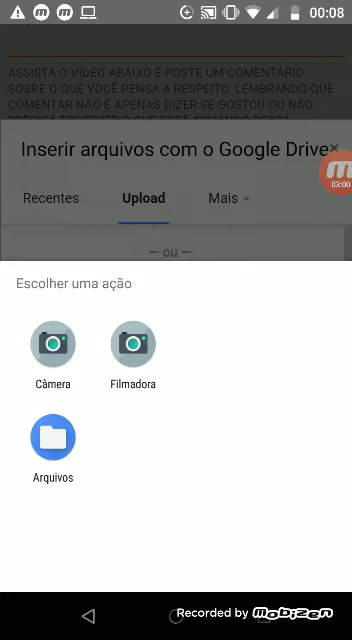 00:08
ASSISTA O VÍDEO ABAIXO E POSTE UM COMENTÁRIO
SOBRE O QUE VOCÊ PENSA A RESPEITO. LEMBRANDO QUE
COMENTAR NÃO É APENAS DIZER SE GOSTOU OU NÃO
Inserir arquivos com o Google Drive ×
03:00
Recentes Upload Mais
— ou —
Escolher uma ação
Câmera Filmadora
Arquivos
Recorded by mobizen